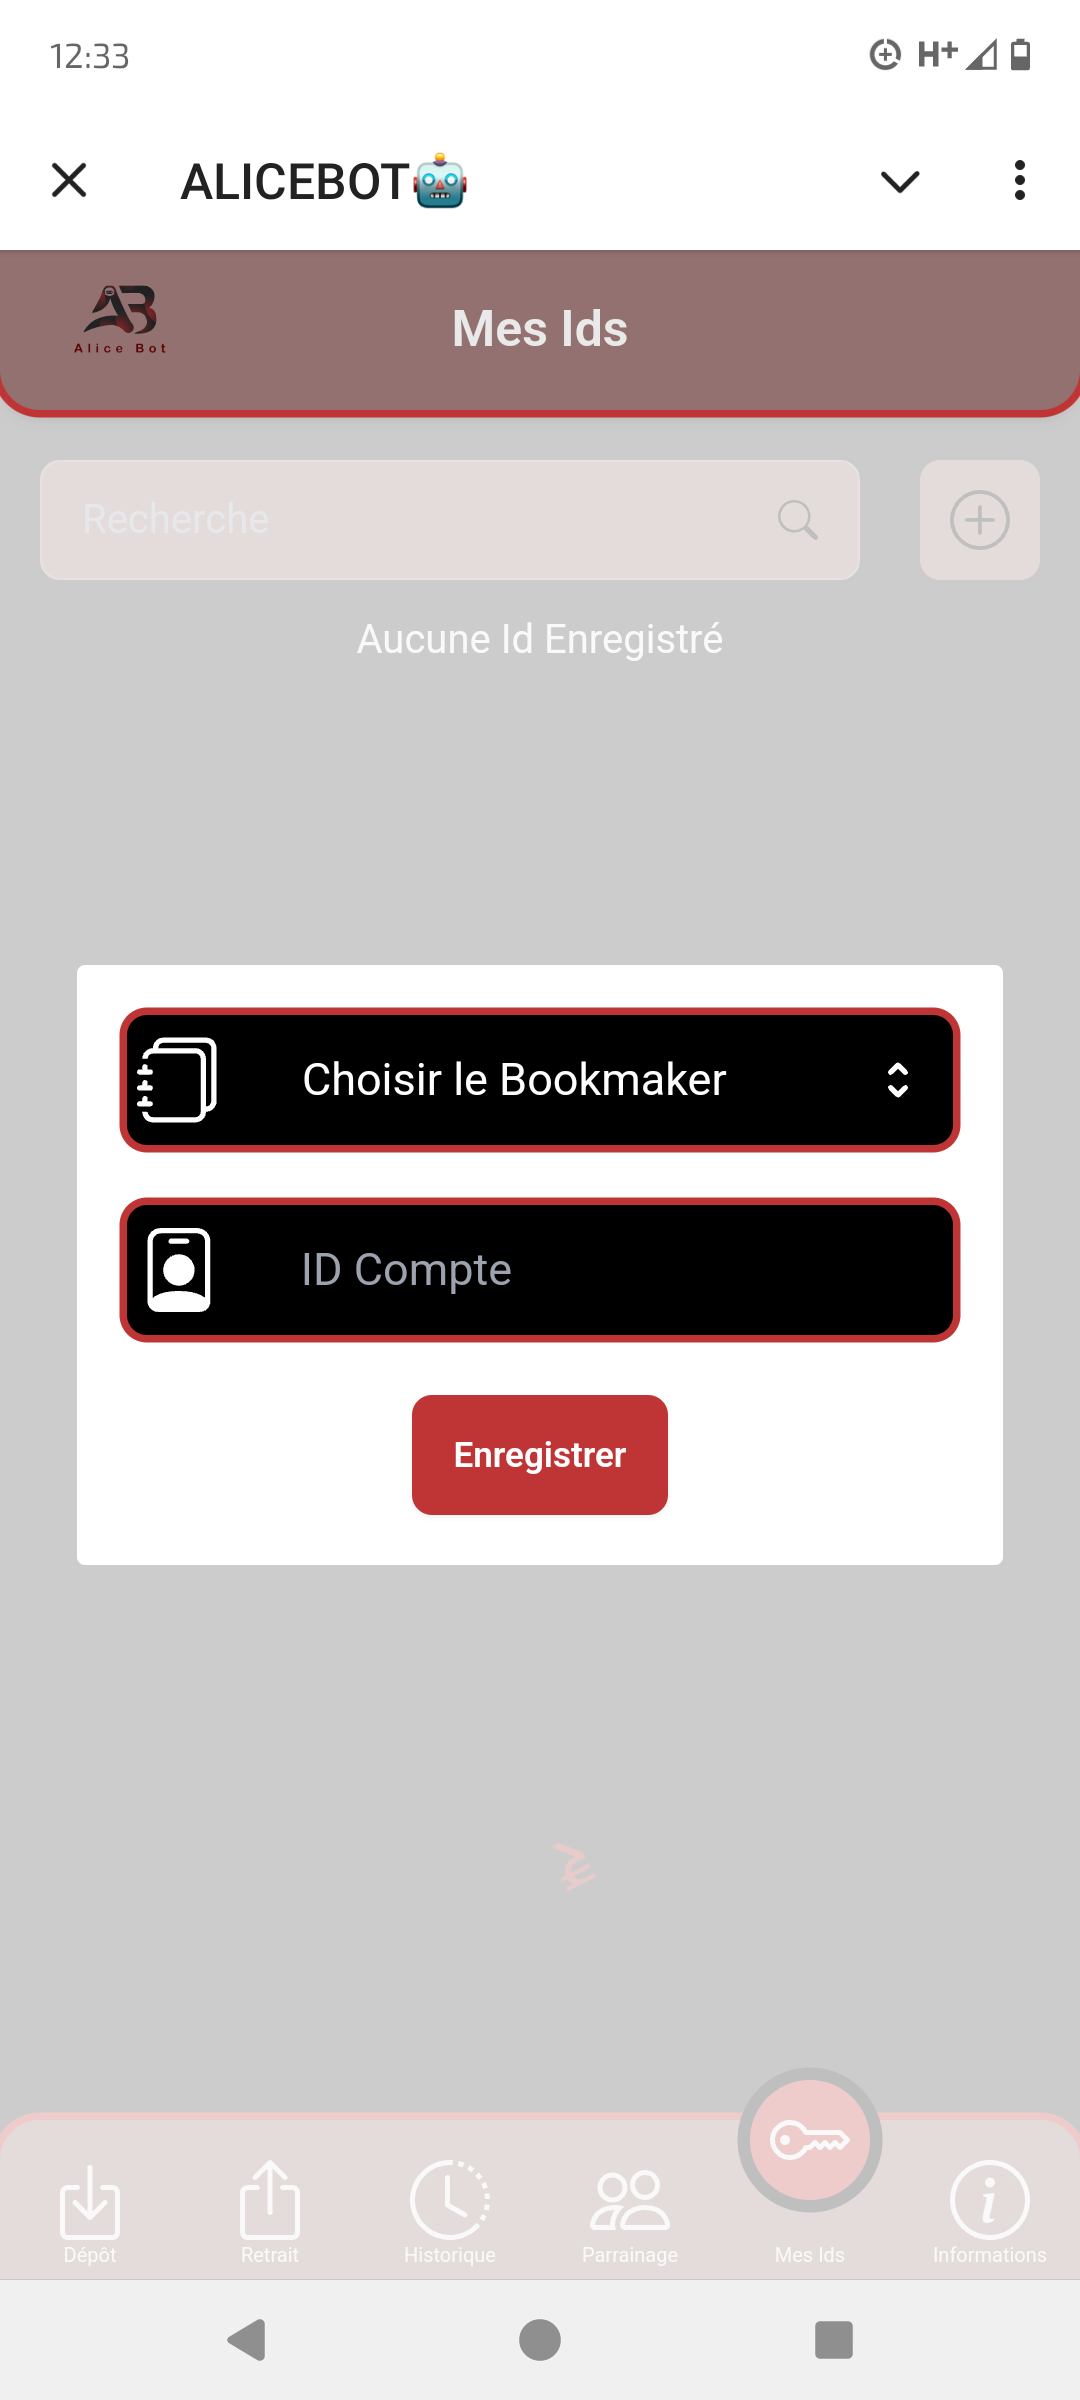 12:33
H+
ALICEBOT🤖
Alice Bot
Mes Ids
Recherche
Aucune Id Enregistré
Choisir le Bookmaker
ID Compte
Enregistrer
Dépôt
Retrait
Historique
Parrainage
Mes Ids
Informations